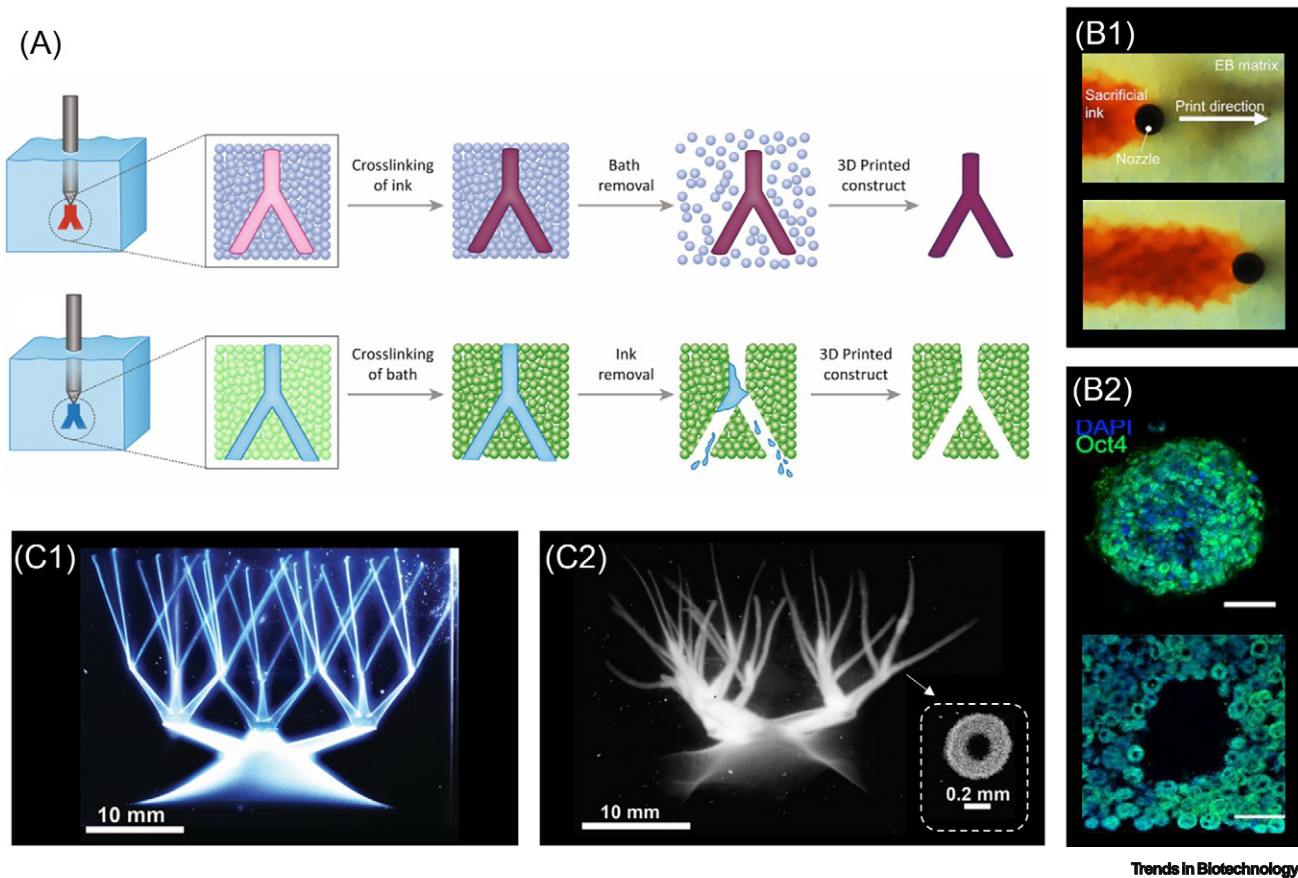 (A)
Crosslinking
of ink
Bath
removal
3D Printed
construct
Crosslinking
of bath
Ink
removal
3D Printed
construct
(B1)
EB matrix
Sacrificial
ink
Print direction
Nozzle
(B2)
DAPI
Oct4
(C1)
10 mm
(C2)
10 mm
0.2 mm
Trends in Biotechnology